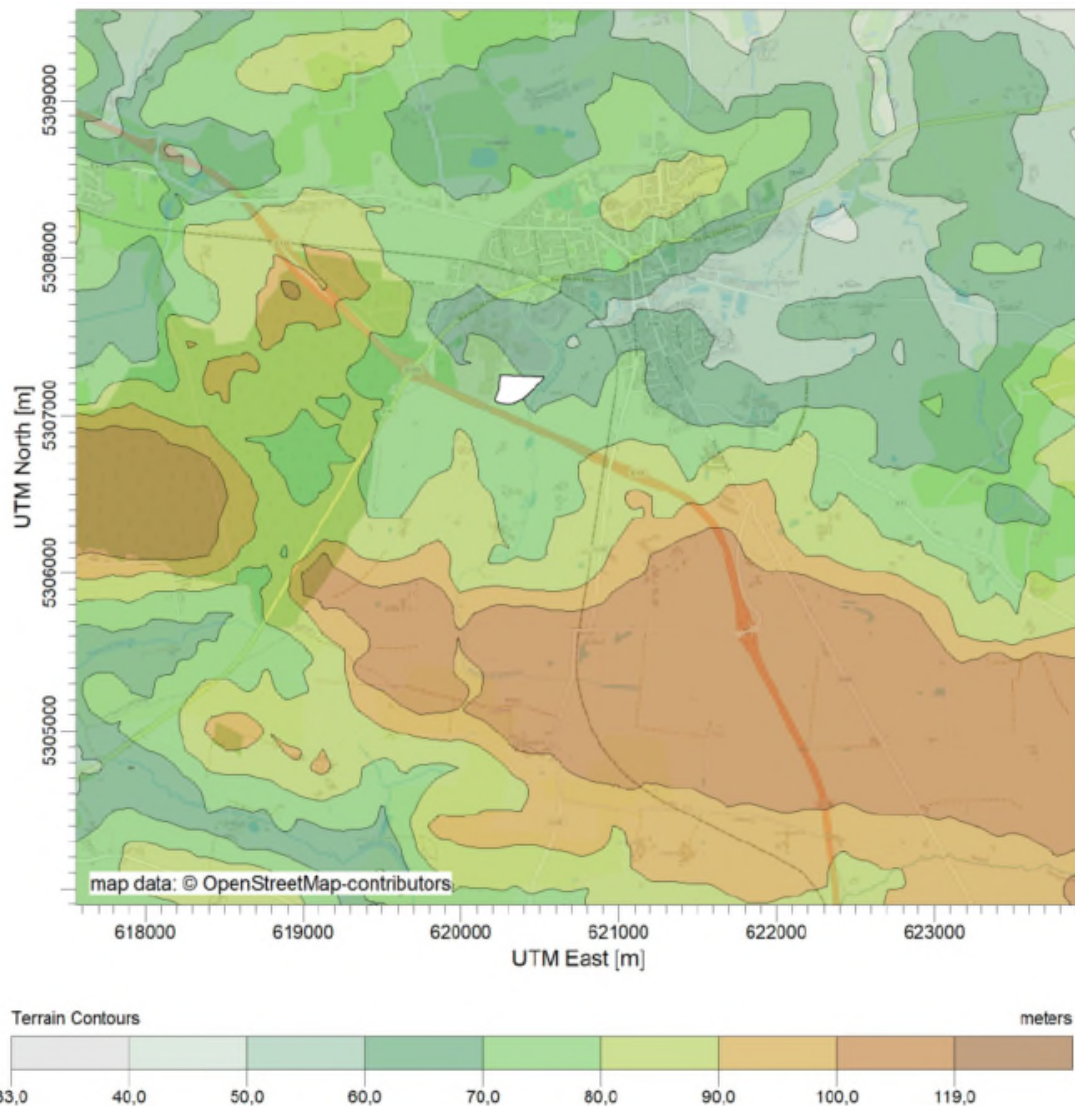 5309000
5308000
5307000
5306000
5305000
UTM North [m]
map data: © OpenStreetMap-contributors
618000 619000 620000 621000 622000 623000
UTM East [m]
Terrain Contours meters
33,0 40,0 50,0 60,0 70,0 80,0 90,0 100,0 119,0